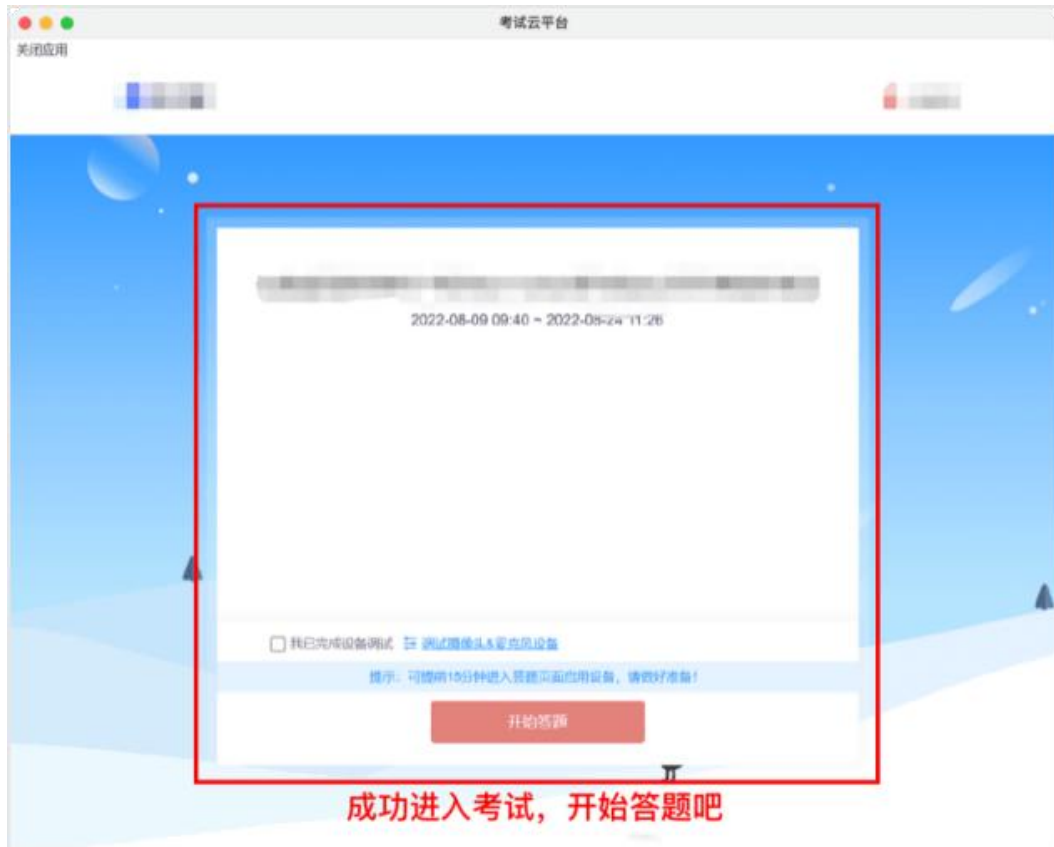 考试云平台
关闭应用
2022-08-09 09:40 ~ 2022-08-24 11:26
我已完成设备调试 调试摄像头&麦克风设备
提示：可提前15分钟进入答题页面启用设备，请做好准备！
开始答题
成功进入考试，开始答题吧